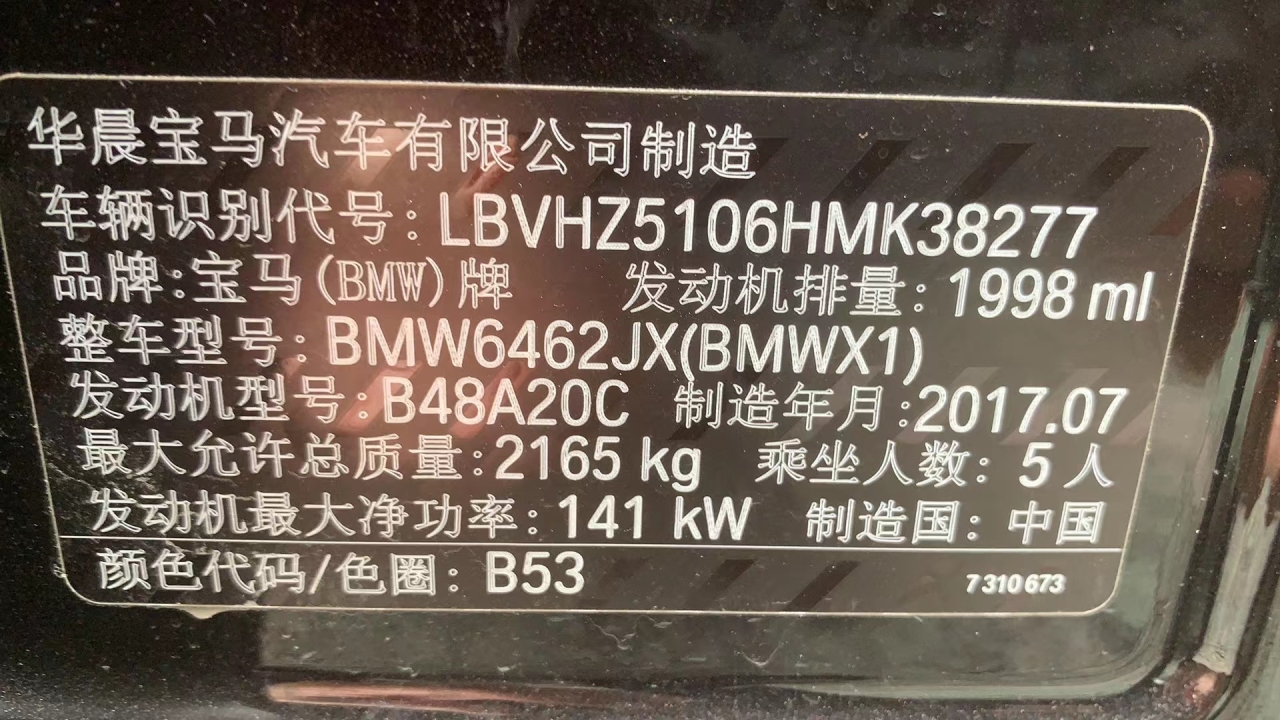 华晨宝马汽车有限公司制造
车辆识别代号：LBVHZ5106HMK38277
品牌：宝马(BMW)牌 发动机排量：1998 ml
整车型号：BMW6462JX(BMWX1)
发动机型号：B48A20C 制造年月：2017.07
最大允许总质量：2165 kg 乘坐人数：5人
发动机最大净功率：141 kW 制造国：中国
颜色代码/色圈：B53 7310673